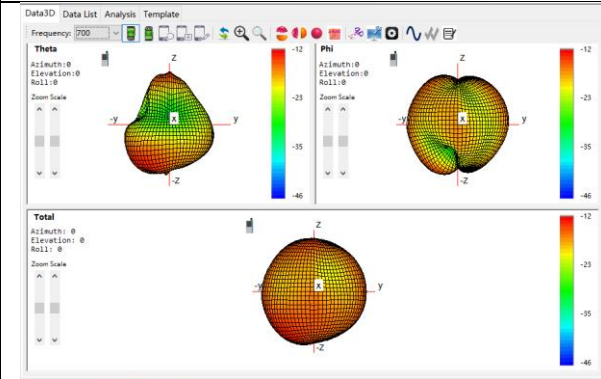 Data3D Data List Analysis Template
Frequency: 700
Theta
Azimuth:0
Elevation:0
Roll:0
Zoom Scale
Z
-y
x
y
-Z
-12
-23
-35
-46
Phi
Azimuth:0
Elevation:0
Roll:0
Zoom Scale
Z
-y
x
y
-Z
-12
-23
-35
-46
Total
Azimuth: 0
Elevation: 0
Roll: 0
Zoom Scale
Z
-y
x
y
-Z
-12
-23
-35
-46